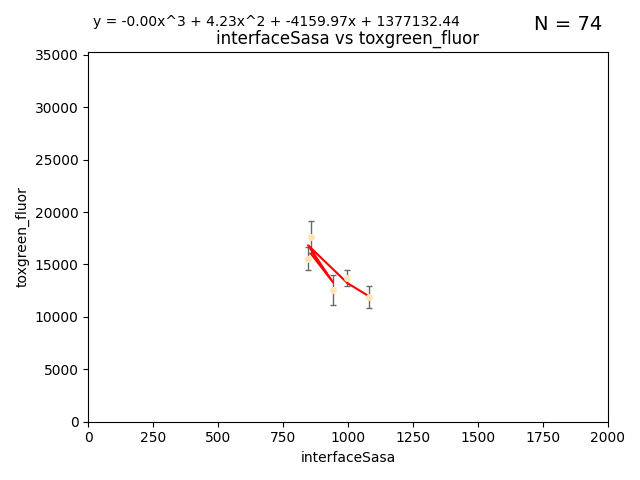 y = -0.00x^3 + 4.23x^2 + -4159.97x + 1377132.44
N = 74
interfaceSasa vs toxgreen_fluor
35000
30000
25000
20000
15000
10000
5000
0
toxgreen_fluor
0 250 500 750 1000 1250 1500 1750 2000
interfaceSasa